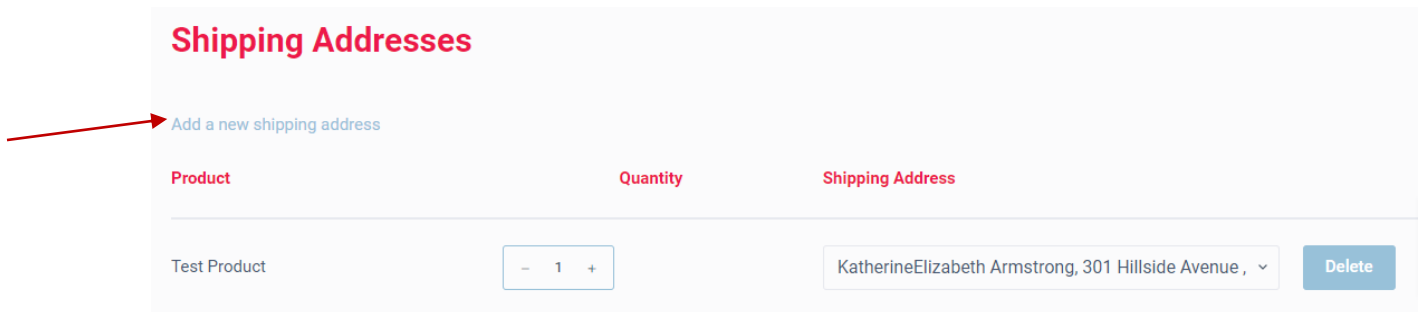 Shipping Addresses
Add a new shipping address
Product Quantity Shipping Address
Test Product - 1 + KatherineElizabeth Armstrong, 301 Hillside Avenue , Delete